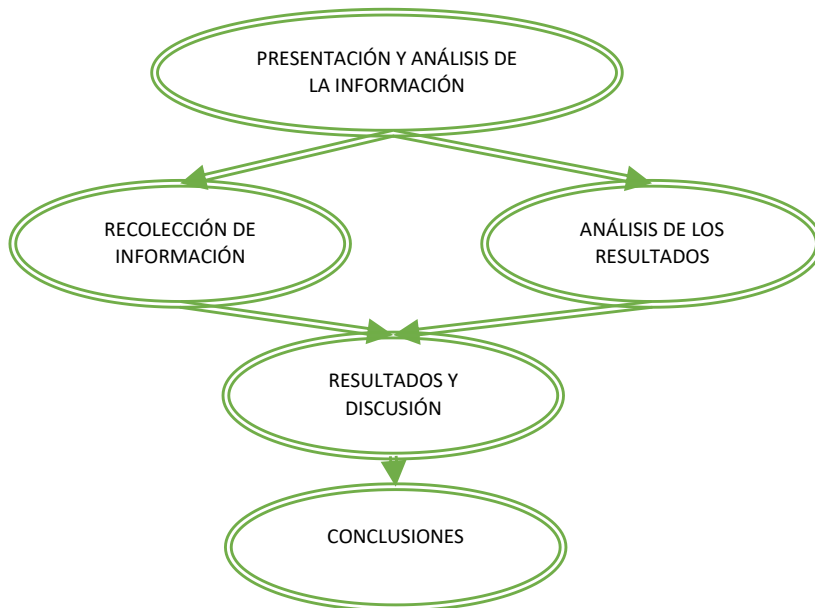 PRESENTACIÓN Y ANÁLISIS DE
LA INFORMACIÓN
RECOLECCIÓN DE
INFORMACIÓN
ANÁLISIS DE LOS
RESULTADOS
RESULTADOS Y
DISCUSIÓN
CONCLUSIONES